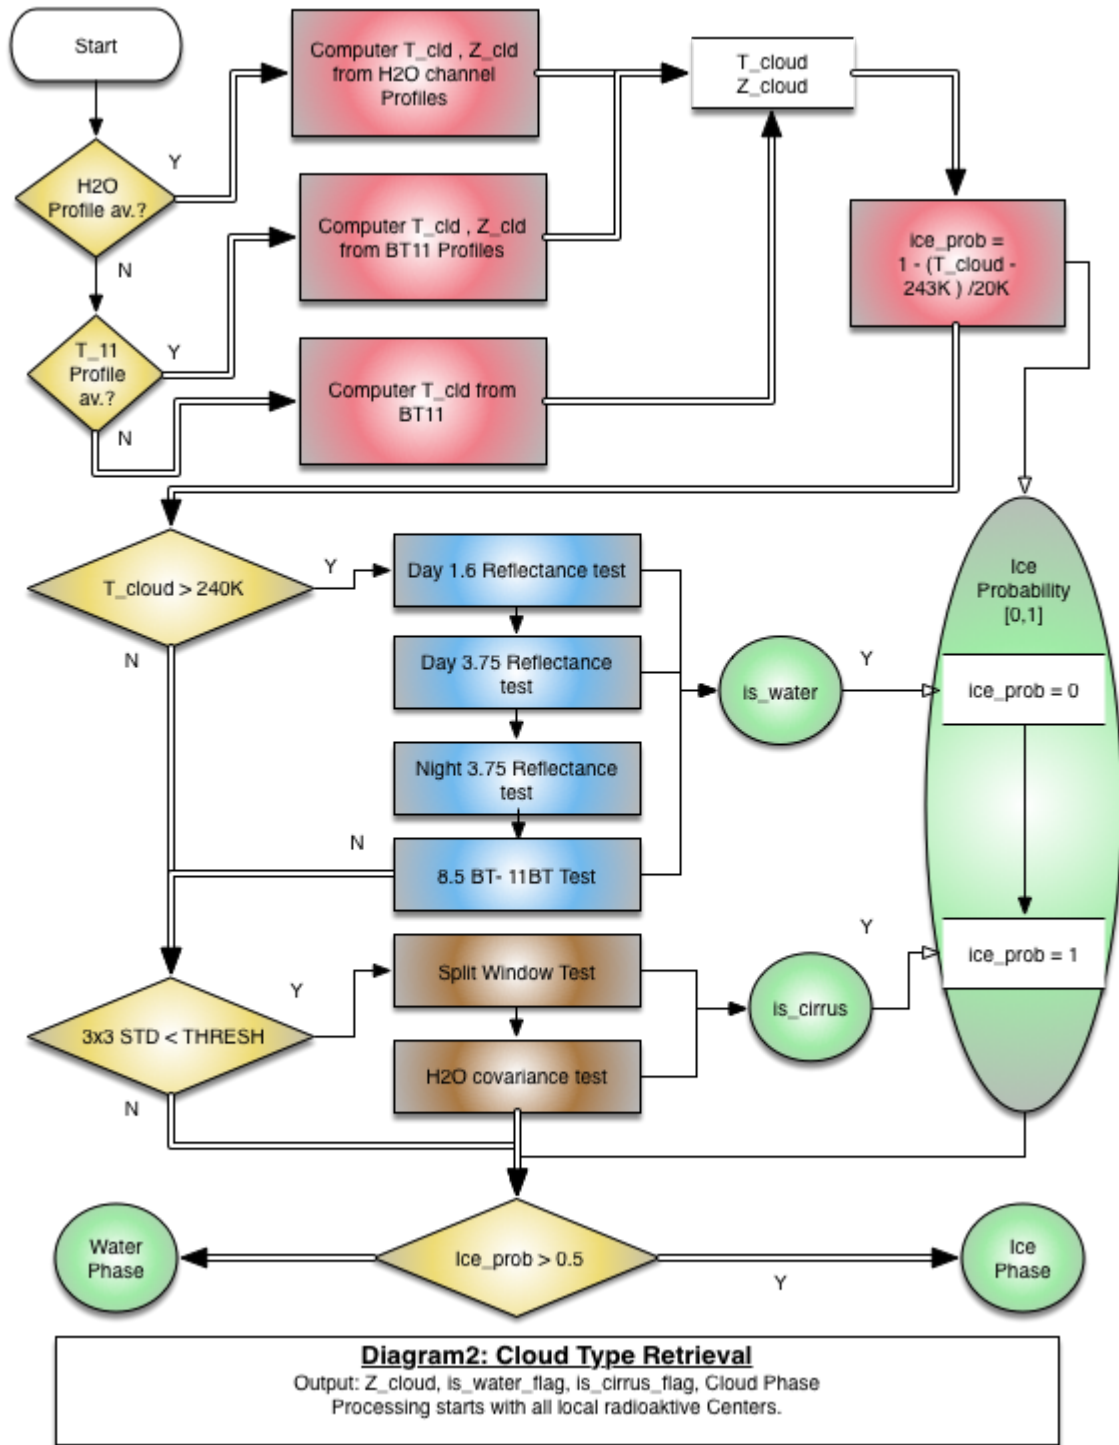 Start
Computer T_cld , Z_cld
from H2O channel
Profiles
T_cloud
Z_cloud
Y
H2O
Profile av.?
N
Computer T_cld , Z_cld
from BT11 Profiles
ice_prob =
1 - (T_cloud -
243K ) /20K
T_11
Profile
av.?
Y
N
Computer T_cld from
BT11
T_cloud > 240K
Y
N
Day 1.6 Reflectance test
Day 3.75 Reflectance
test
Night 3.75 Reflectance
test
N
8.5 BT- 11BT Test
is_water
Y
Ice
Probability
[0,1]
ice_prob = 0
ice_prob = 1
3x3 STD < THRESH
Y
N
Split Window Test
H2O covariance test
is_cirrus
Y
Water
Phase
Ice_prob > 0.5
Y
Ice
Phase
Diagram2: Cloud Type Retrieval
Output: Z_cloud, is_water_flag, is_cirrus_flag, Cloud Phase
Processing starts with all local radioaktive Centers.